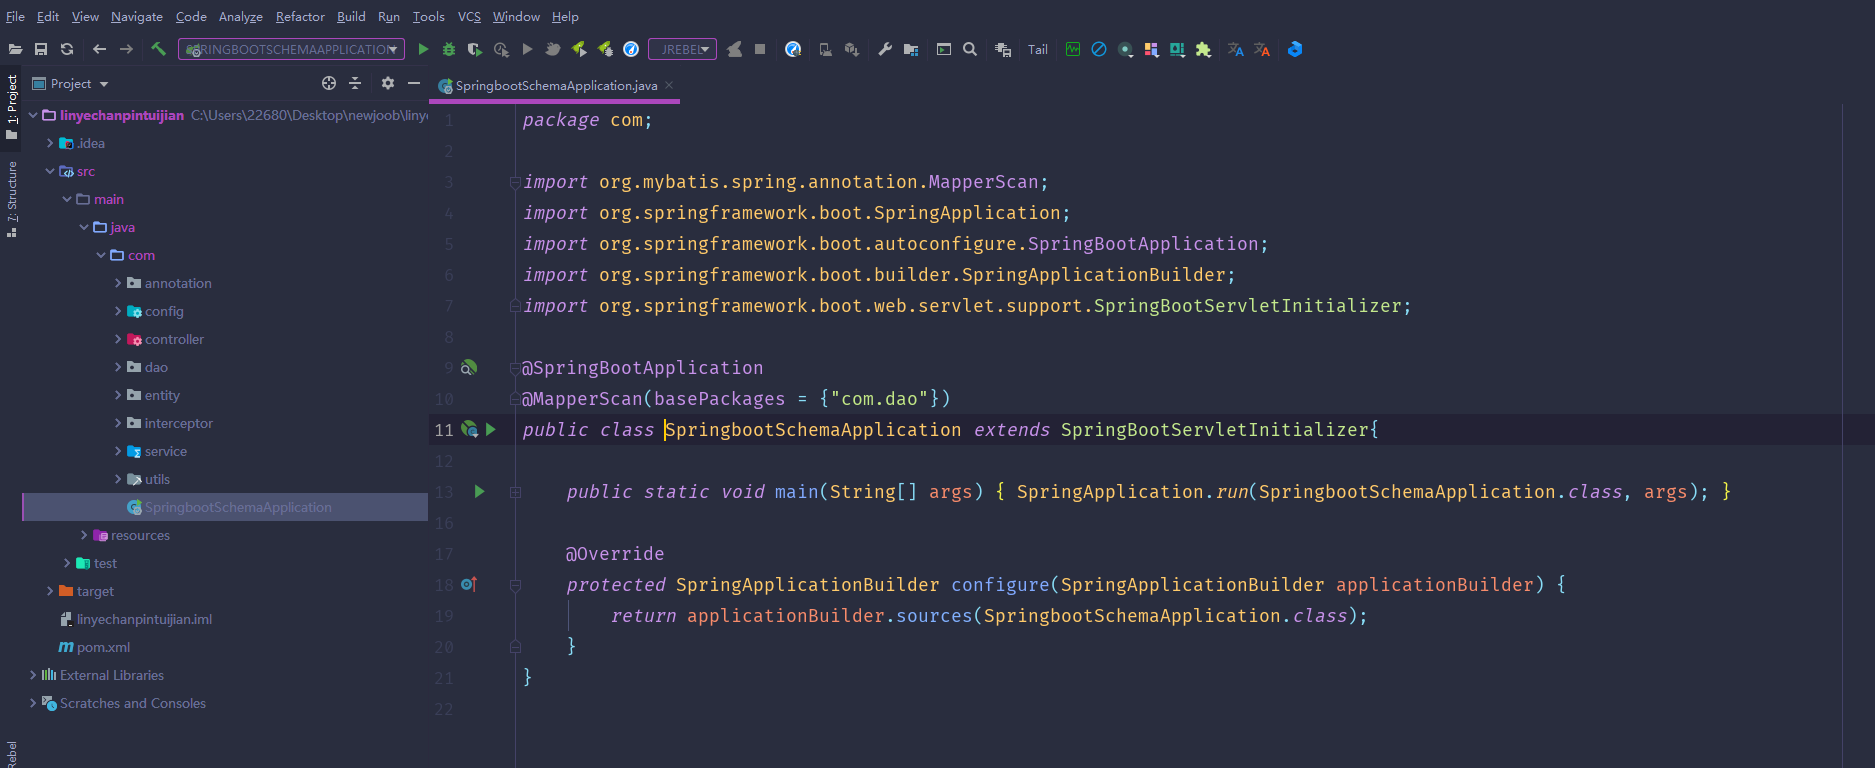 File Edit View Navigate Code Analyze Refactor Build Run Tools VCS Window Help
SPRINGBOOTSCHEMAAPPLICATION JREBEL Tail
1: Project
7: Structure
Rebel
Project
linyechanpintuijian C:\Users\22680\Desktop\newjoob\linye
.idea
src
main
java
com
annotation
config
controller
dao
entity
interceptor
service
utils
SpringbootSchemaApplication
resources
test
target
linyechanpintuijian.iml
pom.xml
External Libraries
Scratches and Consoles
SpringbootSchemaApplication.java
1 package com;
2
3 import org.mybatis.spring.annotation.MapperScan;
4 import org.springframework.boot.SpringApplication;
5 import org.springframework.boot.autoconfigure.SpringBootApplication;
6 import org.springframework.boot.builder.SpringApplicationBuilder;
7 import org.springframework.boot.web.servlet.support.SpringBootServletInitializer;
8
9 @SpringBootApplication
10 @MapperScan(basePackages = {"com.dao"})
11 public class SpringbootSchemaApplication extends SpringBootServletInitializer{
12
13 public static void main(String[] args) { SpringApplication.run(SpringbootSchemaApplication.class, args); }
16
17 @Override
18 protected SpringApplicationBuilder configure(SpringApplicationBuilder applicationBuilder) {
19 return applicationBuilder.sources(SpringbootSchemaApplication.class);
20 }
21 }
22